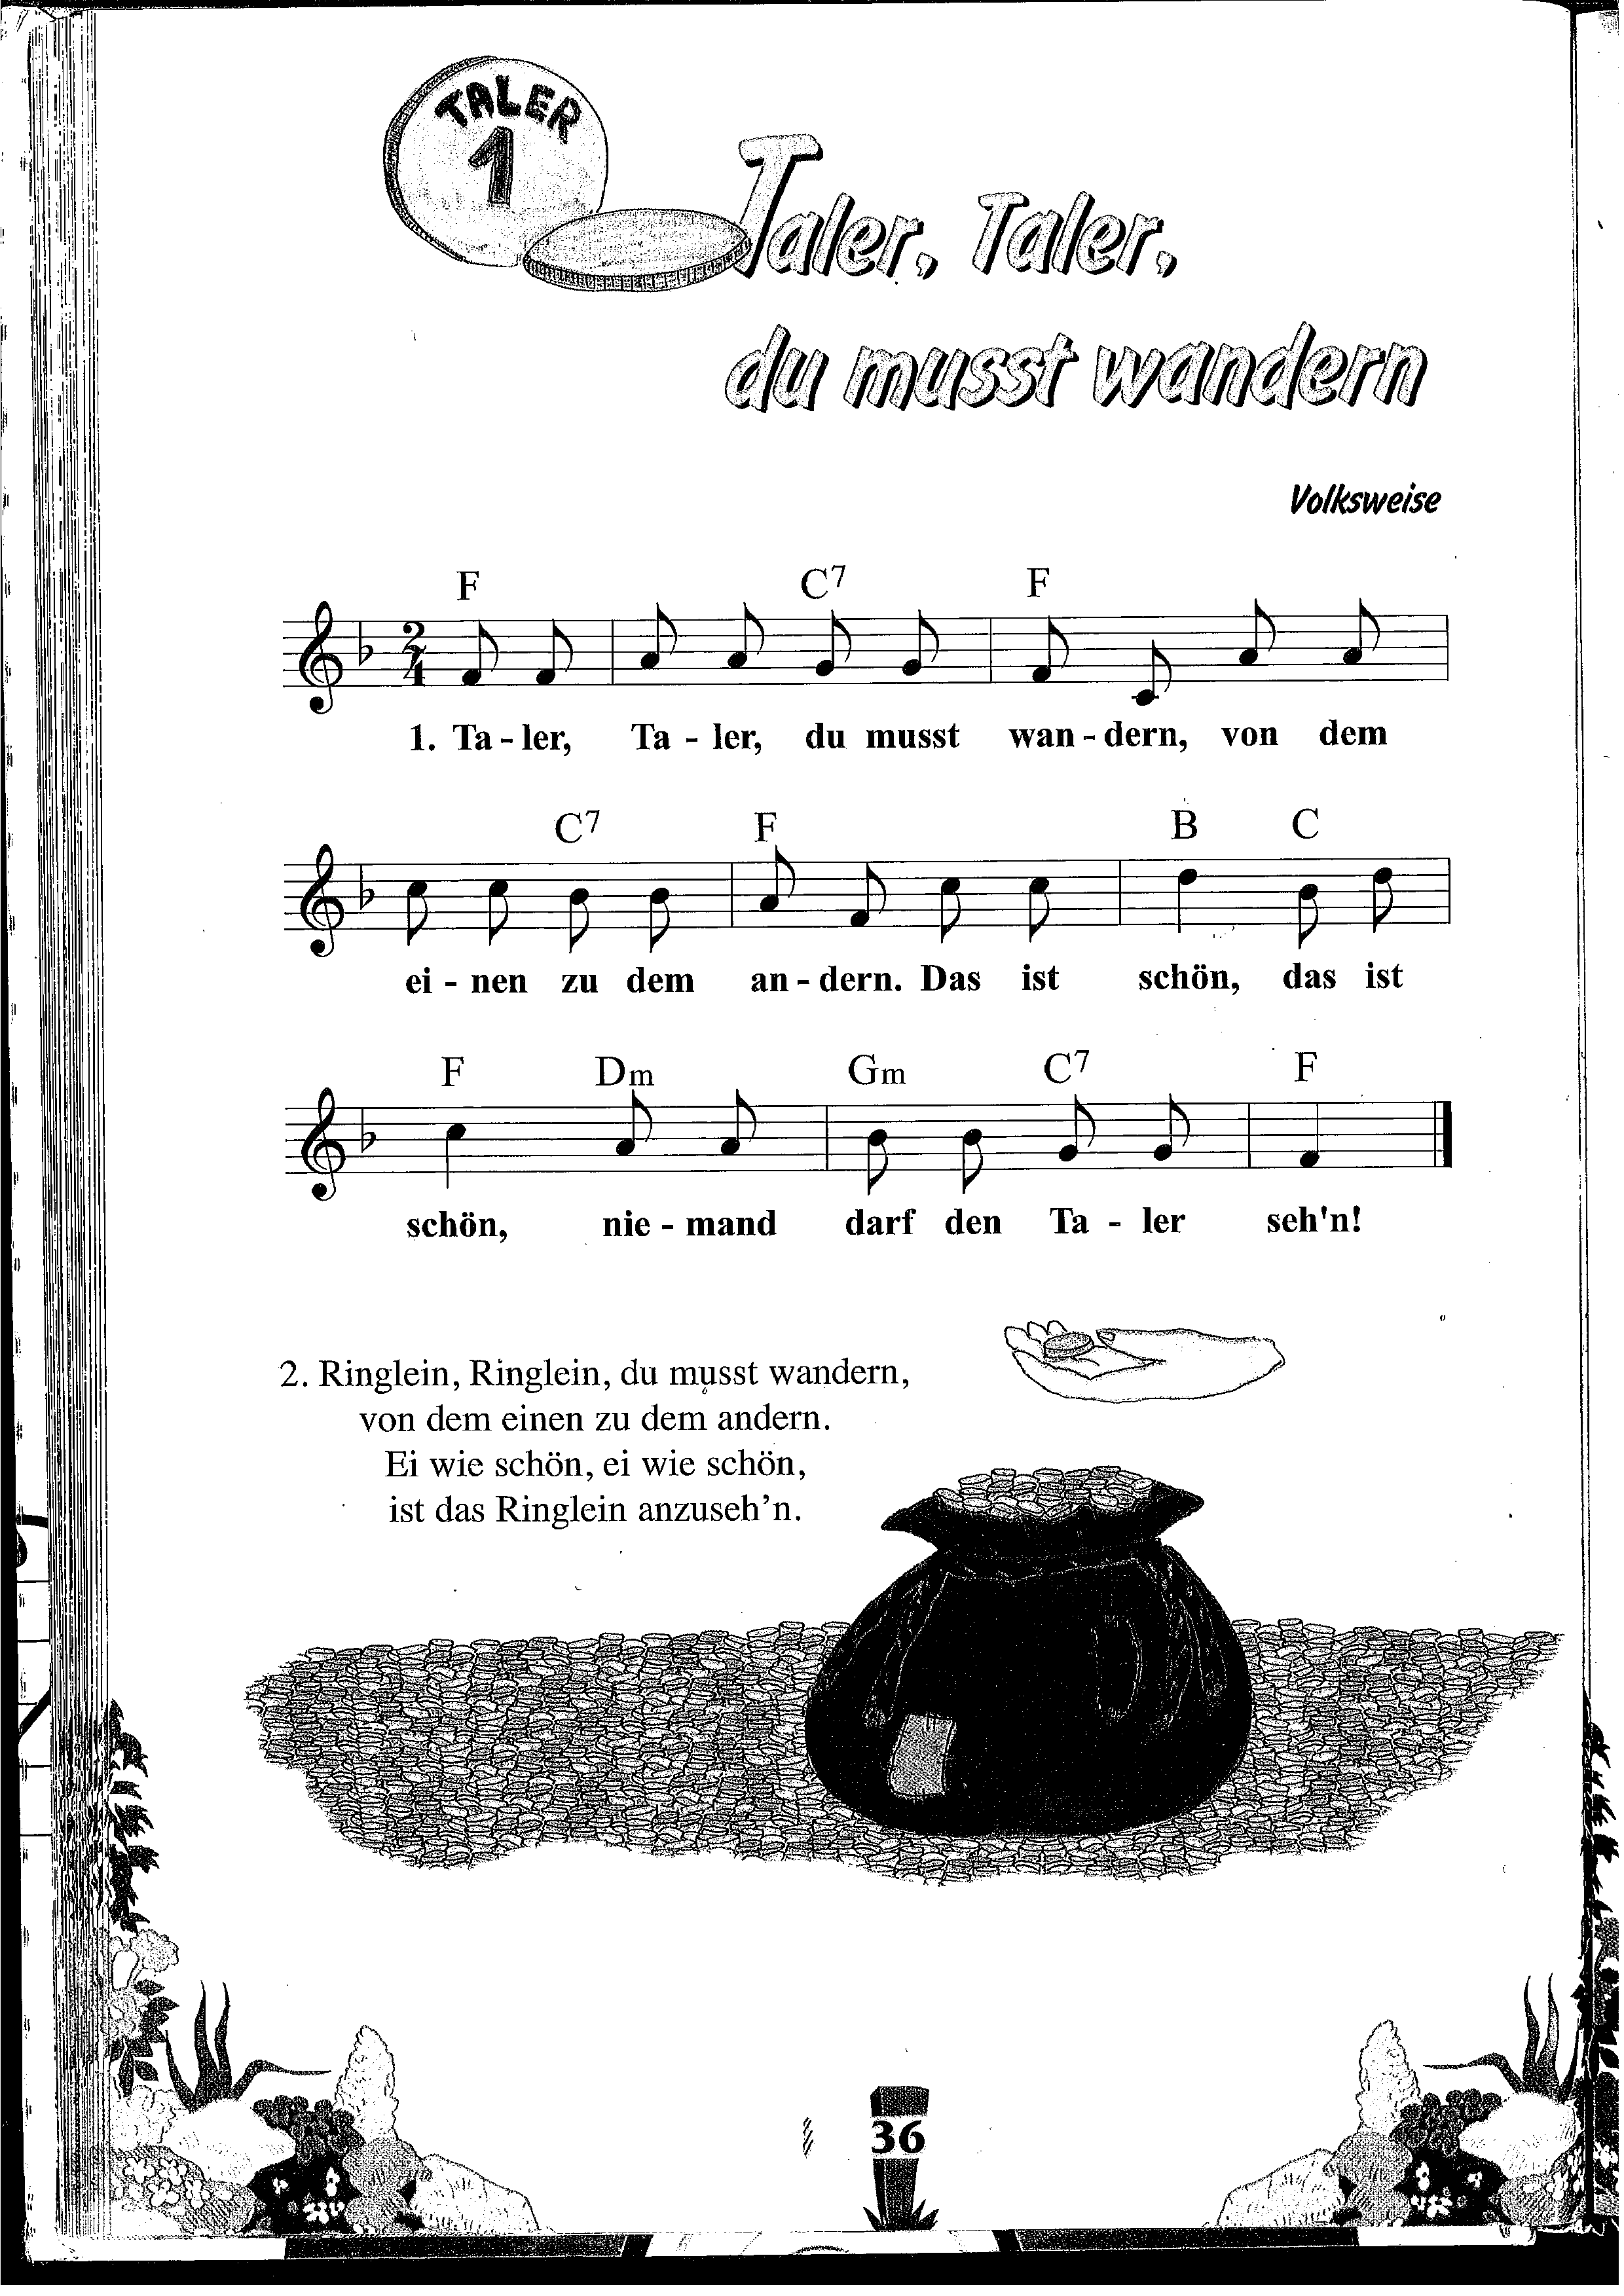 TALER
1
Taler, Taler,
du musst wandern
Volksweise
F C7 F
2
4
1. Ta - ler, Ta - ler, du musst wan - dern, von dem
C7 F B C
ei - nen zu dem an - dern. Das ist schön, das ist
F Dm Gm C7 F
schön, nie - mand darf den Ta - ler seh'n!
2. Ringlein, Ringlein, du musst wandern,
von dem einen zu dem andern.
Ei wie schön, ei wie schön,
ist das Ringlein anzuseh’n.
36